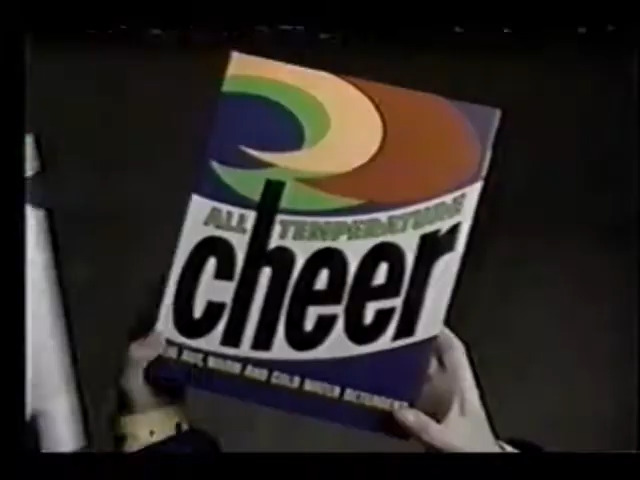 ALL TEMPERATURE
cheer
HOT, WARM AND COLD WATER DETERGENT